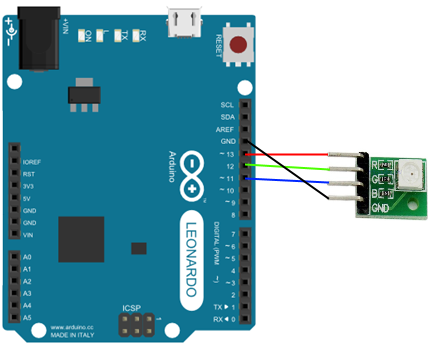 +VIN
ON
L
TX
RX
RESET
SCL
SDA
AREF
GND
~ 13
12
~ 11
~ 10
~ 9
8
7
~ 6
~ 5
4
~ 3
2
TX ▶ 1
RX ◀ 0
DIGITAL (PWM ~)
IOREF
RST
3V3
5V
GND
GND
VIN
A0
A1
A2
A3
A4
A5
Arduino
LEONARDO
ICSP
1
www.arduino.cc
MADE IN ITALY
R
G
B
GND